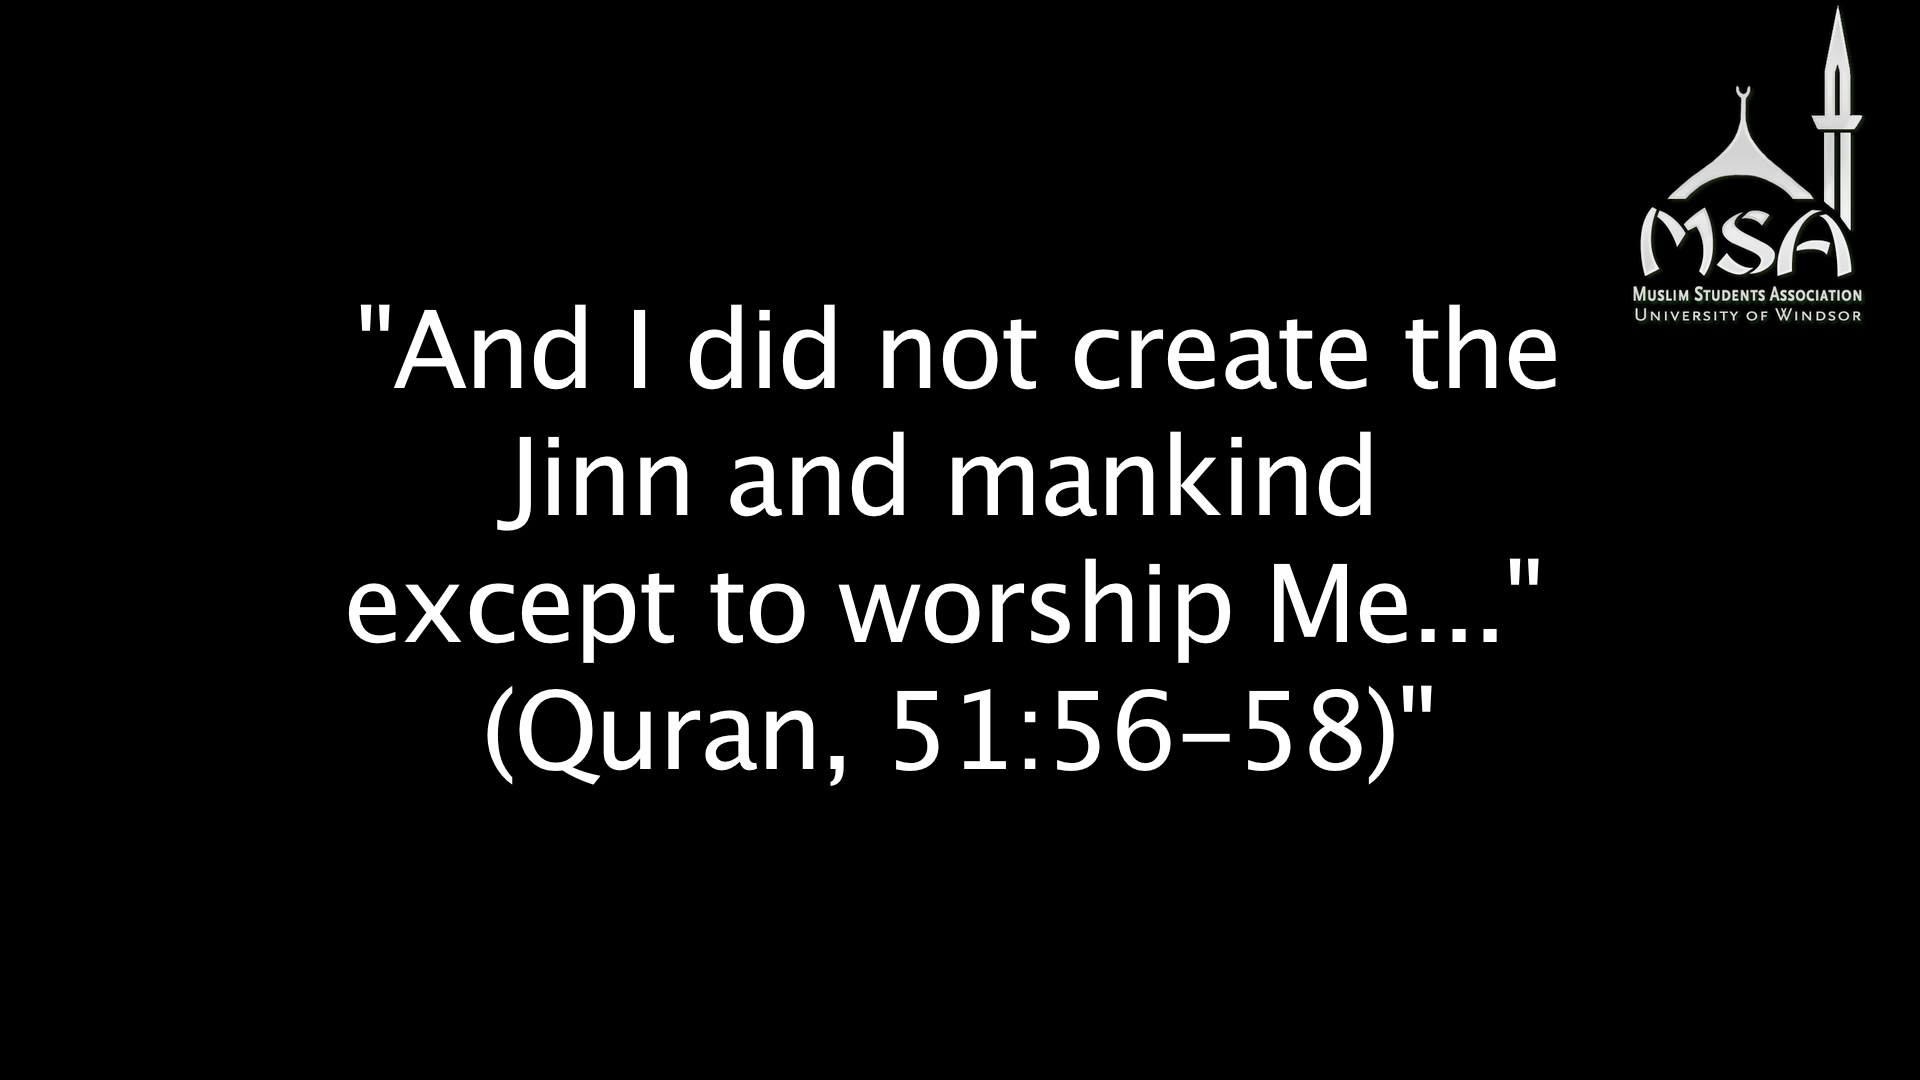 MSA
MUSLIM STUDENTS ASSOCIATION
UNIVERSITY OF WINDSOR
"And I did not create the
Jinn and mankind
except to worship Me..."
(Quran, 51:56-58)"